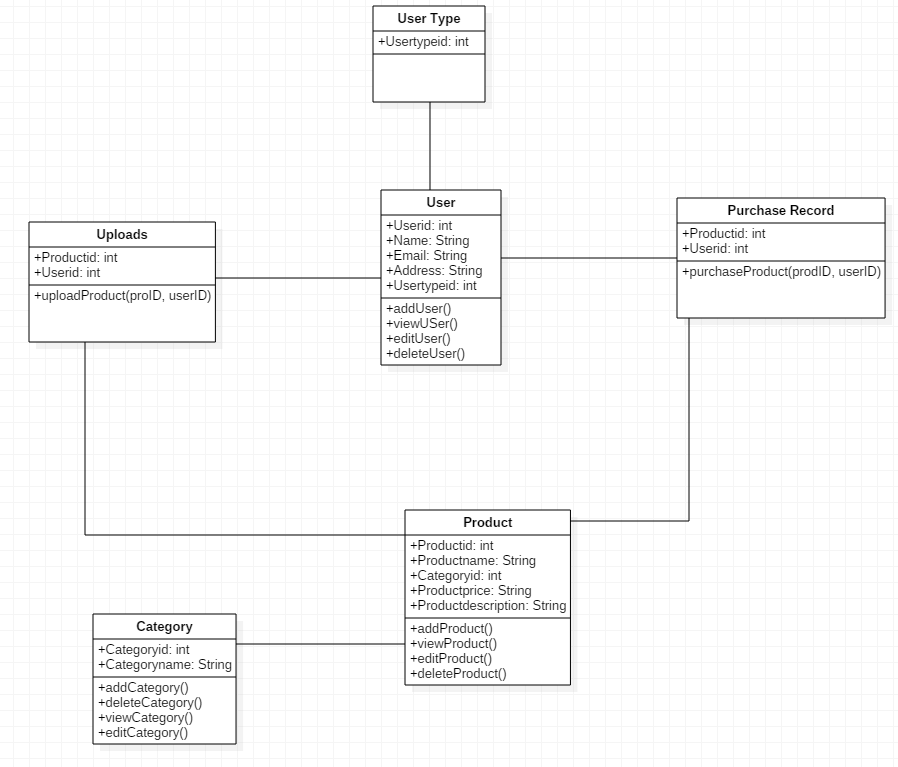 User Type
+Usertypeid: int
User
+Userid: int
+Name: String
+Email: String
+Address: String
+Usertypeid: int
+addUser()
+viewUSer()
+editUser()
+deleteUser()
Uploads
+Productid: int
+Userid: int
+uploadProduct(proID, userID)
Purchase Record
+Productid: int
+Userid: int
+purchaseProduct(prodID, userID)
Product
+Productid: int
+Productname: String
+Categoryid: int
+Productprice: String
+Productdescription: String
+addProduct()
+viewProduct()
+editProduct()
+deleteProduct()
Category
+Categoryid: int
+Categoryname: String
+addCategory()
+deleteCategory()
+viewCategory()
+editCategory()